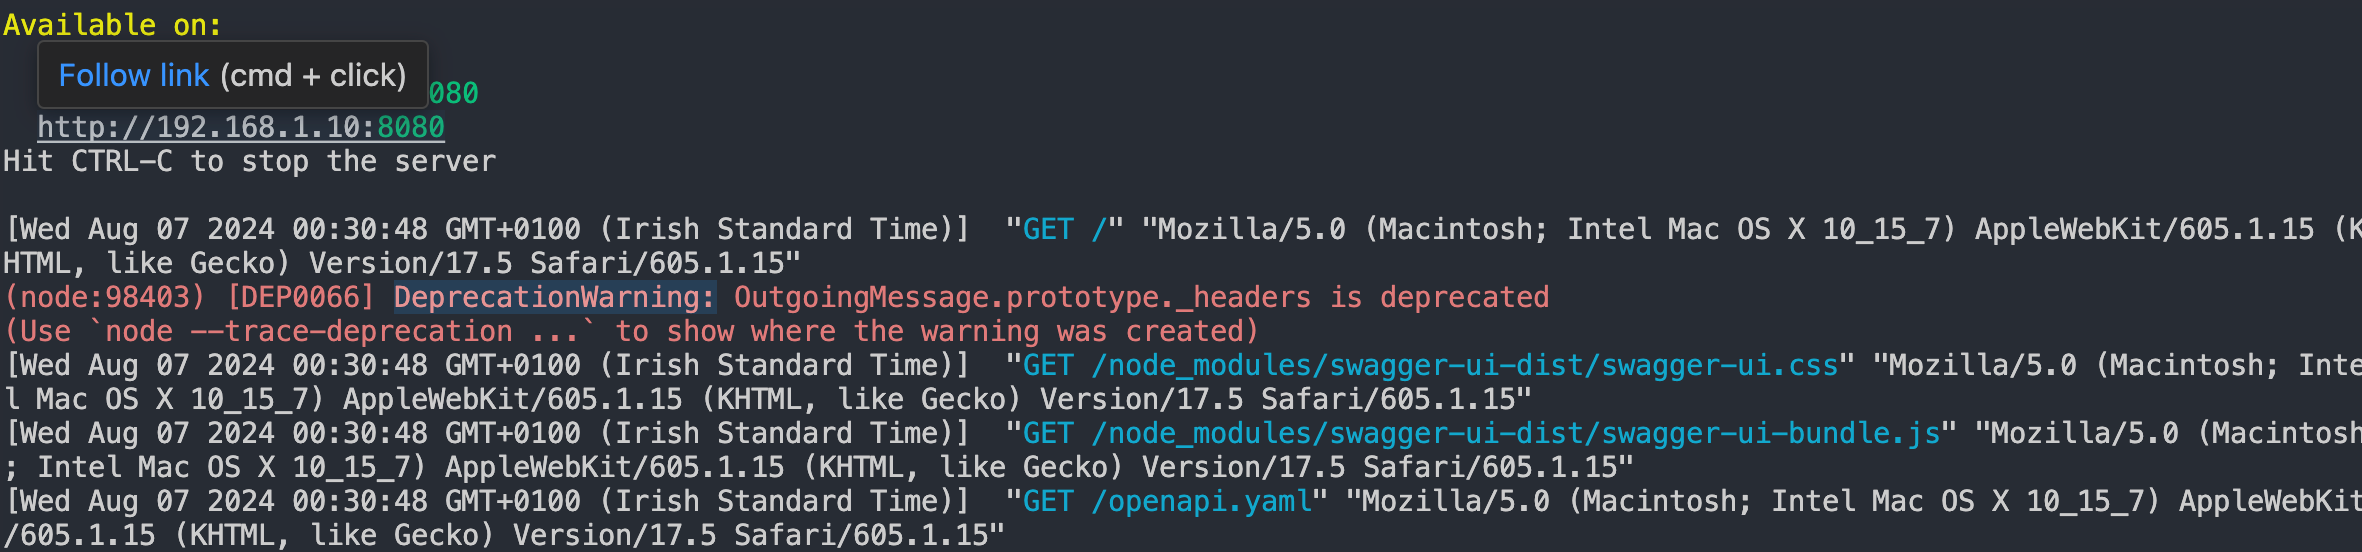 Available on:
Follow link (cmd + click)
080
http://192.168.1.10:8080
Hit CTRL-C to stop the server
[Wed Aug 07 2024 00:30:48 GMT+0100 (Irish Standard Time)]  "GET /" "Mozilla/5.0 (Macintosh; Intel Mac OS X 10_15_7) AppleWebKit/605.1.15 (K
HTML, like Gecko) Version/17.5 Safari/605.1.15"
(node:98403) [DEP0066] DeprecationWarning: OutgoingMessage.prototype._headers is deprecated
(Use `node --trace-deprecation ...` to show where the warning was created)
[Wed Aug 07 2024 00:30:48 GMT+0100 (Irish Standard Time)]  "GET /node_modules/swagger-ui-dist/swagger-ui.css" "Mozilla/5.0 (Macintosh; Inte
l Mac OS X 10_15_7) AppleWebKit/605.1.15 (KHTML, like Gecko) Version/17.5 Safari/605.1.15"
[Wed Aug 07 2024 00:30:48 GMT+0100 (Irish Standard Time)]  "GET /node_modules/swagger-ui-dist/swagger-ui-bundle.js" "Mozilla/5.0 (Macintosh
; Intel Mac OS X 10_15_7) AppleWebKit/605.1.15 (KHTML, like Gecko) Version/17.5 Safari/605.1.15"
[Wed Aug 07 2024 00:30:48 GMT+0100 (Irish Standard Time)]  "GET /openapi.yaml" "Mozilla/5.0 (Macintosh; Intel Mac OS X 10_15_7) AppleWebKit
/605.1.15 (KHTML, like Gecko) Version/17.5 Safari/605.1.15"